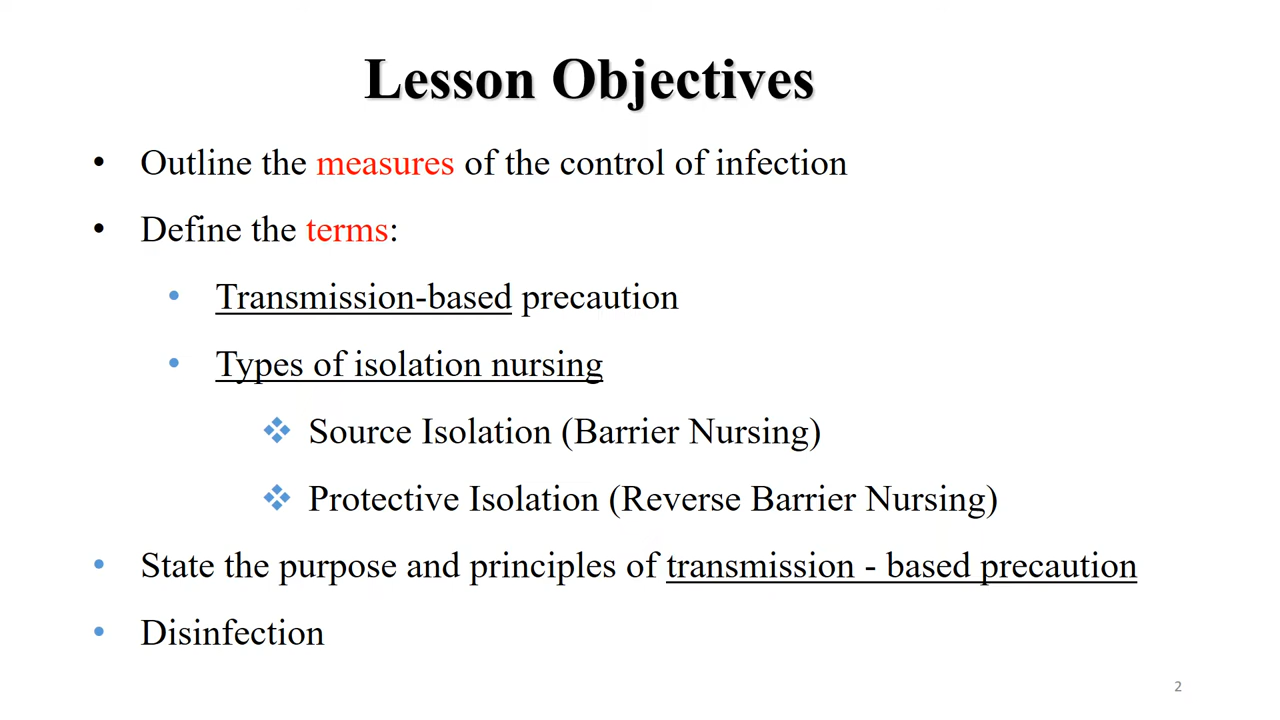 Lesson Objectives
• Outline the measures of the control of infection
• Define the terms:
• Transmission-based precaution
• Types of isolation nursing
❖ Source Isolation (Barrier Nursing)
❖ Protective Isolation (Reverse Barrier Nursing)
• State the purpose and principles of transmission - based precaution
• Disinfection
2